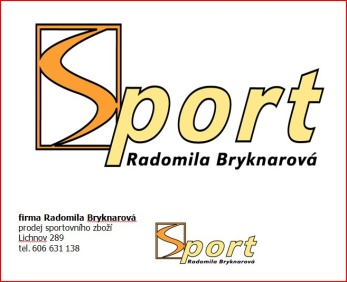 Sport
Radomila Bryknarová
firma Radomila Bryknarová
prodej sportovního zboží
Lichnov 289
tel. 606 631 138
Sport
Radomila Bryknarová